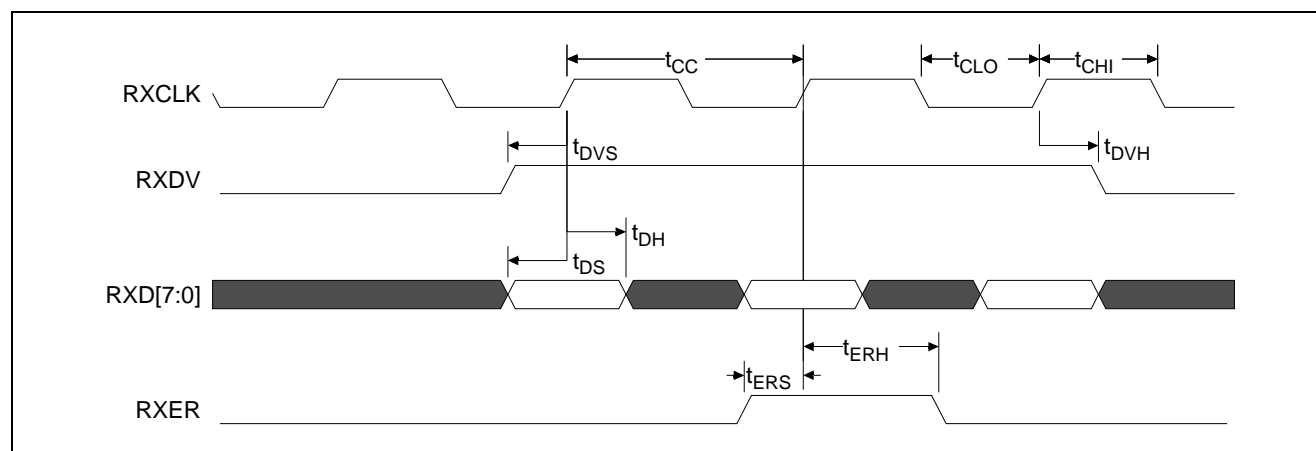 tCC
tCLO
tCHI
RXCLK
tDVS
tDVH
RXDV
tDH
tDS
RXD[7:0]
tERH
tERS
RXER